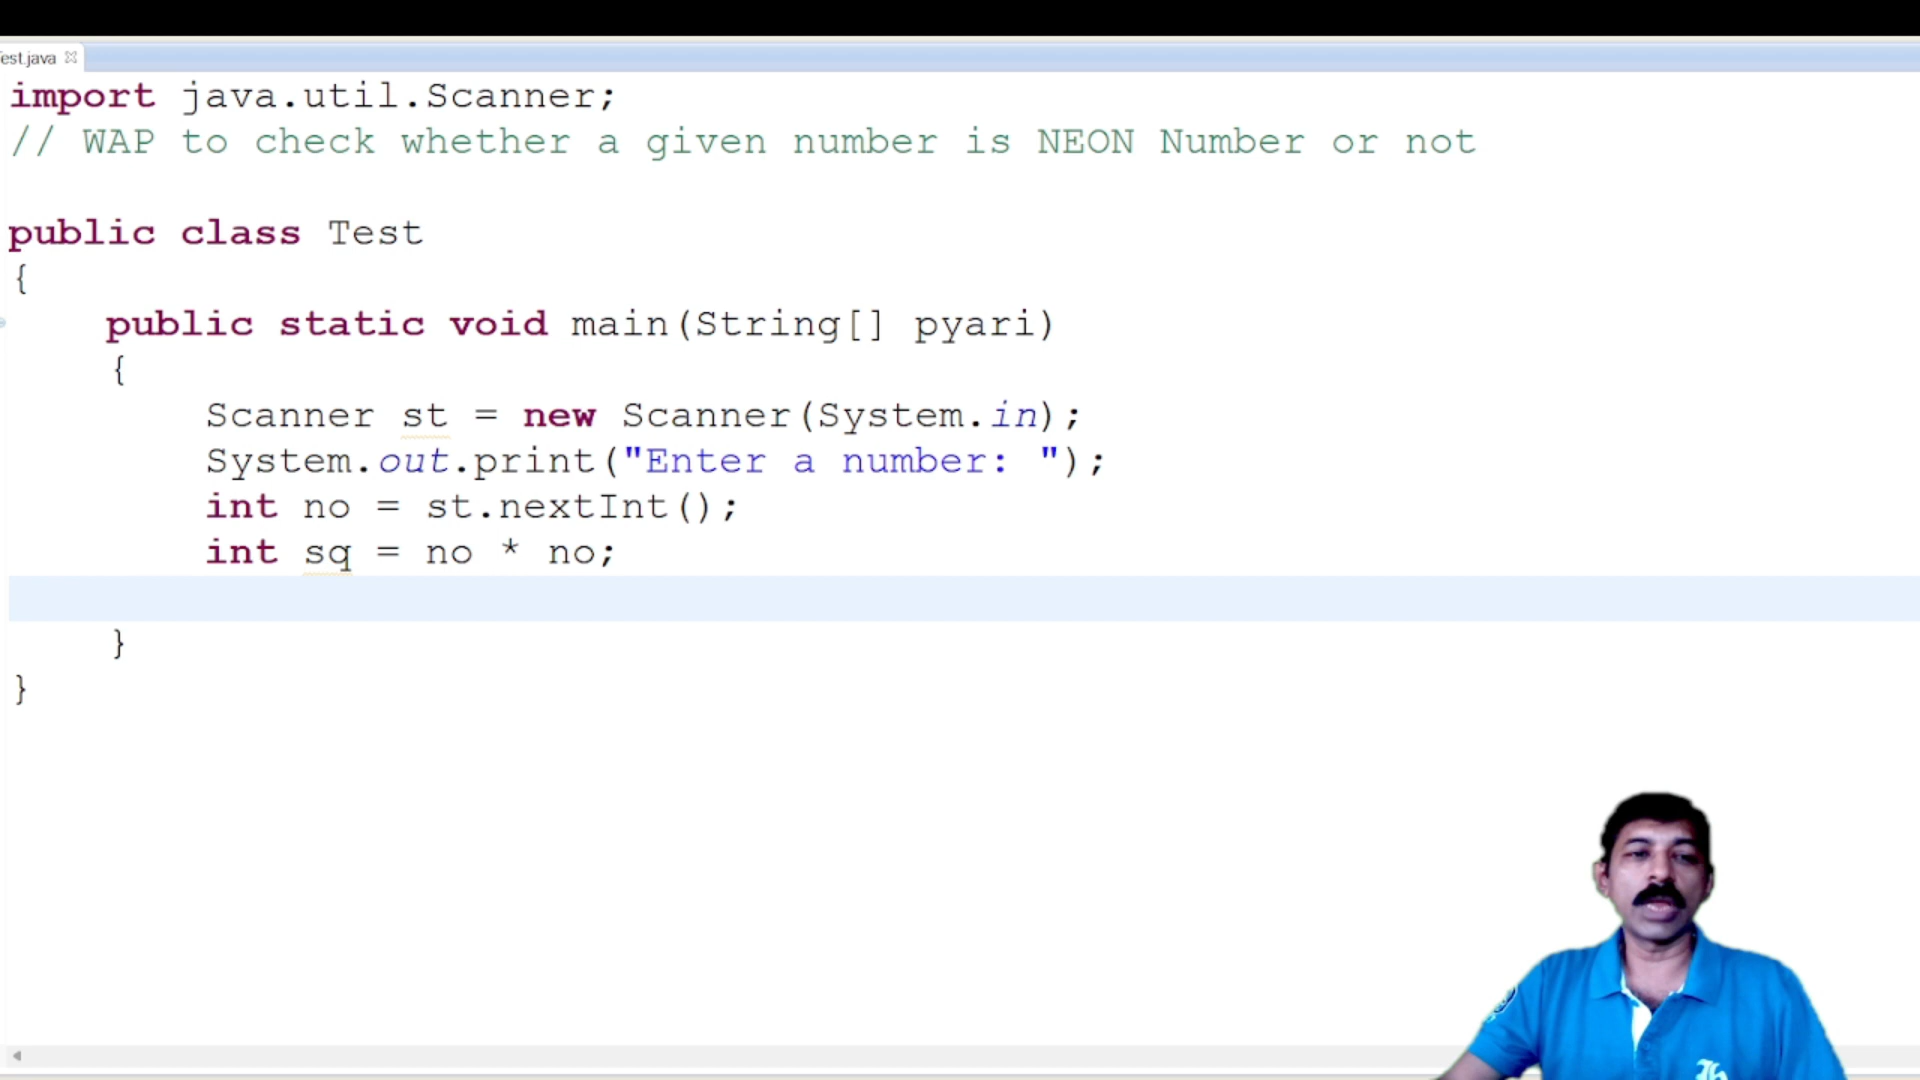 est.java
import java.util.Scanner;
// WAP to check whether a given number is NEON Number or not
public class Test
{
public static void main(String[] pyari)
{
Scanner st = new Scanner(System.in);
System.out.print("Enter a number: ");
int no = st.nextInt();
int sq = no * no;
}
}